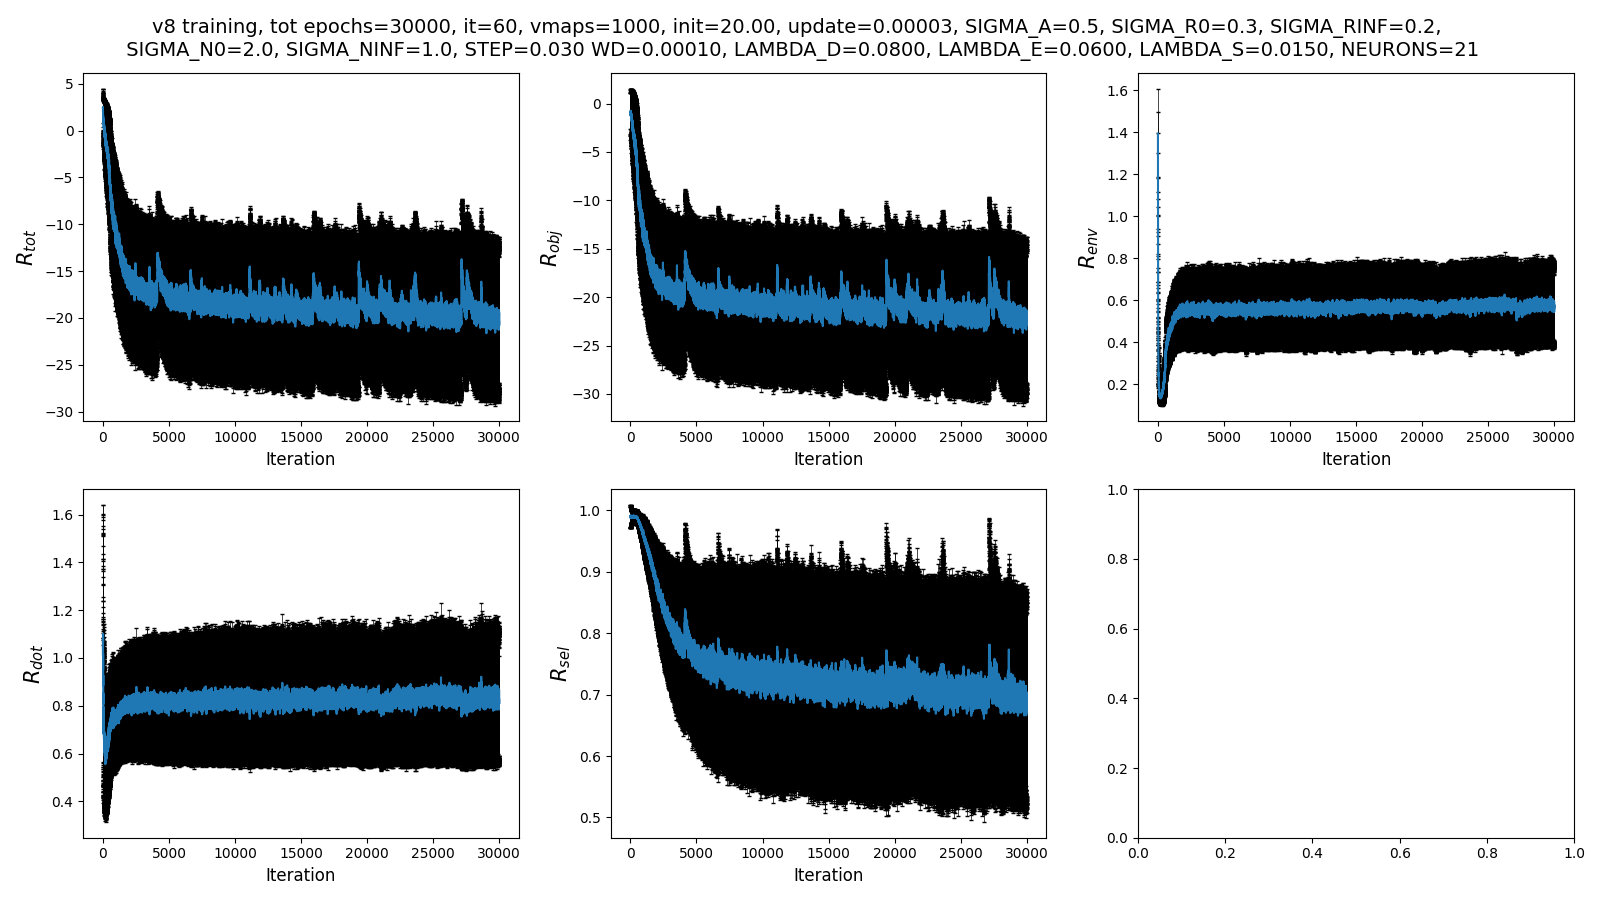 v8 training, tot epochs=30000, it=60, vmaps=1000, init=20.00, update=0.00003, SIGMA_A=0.5, SIGMA_R0=0.3, SIGMA_RINF=0.2,
SIGMA_N0=2.0, SIGMA_NINF=1.0, STEP=0.030 WD=0.00010, LAMBDA_D=0.0800, LAMBDA_E=0.0600, LAMBDA_S=0.0150, NEURONS=21
R_tot
5
0
−5
−10
−15
−20
−25
−30
0 5000 10000 15000 20000 25000 30000
Iteration
R_obj
0
−5
−10
−15
−20
−25
−30
0 5000 10000 15000 20000 25000 30000
Iteration
R_env
1.6
1.4
1.2
1.0
0.8
0.6
0.4
0.2
0 5000 10000 15000 20000 25000 30000
Iteration
R_dot
1.6
1.4
1.2
1.0
0.8
0.6
0.4
0 5000 10000 15000 20000 25000 30000
Iteration
R_sel
1.0
0.9
0.8
0.7
0.6
0.5
0 5000 10000 15000 20000 25000 30000
Iteration
1.0
0.8
0.6
0.4
0.2
0.0
0.0 0.2 0.4 0.6 0.8 1.0